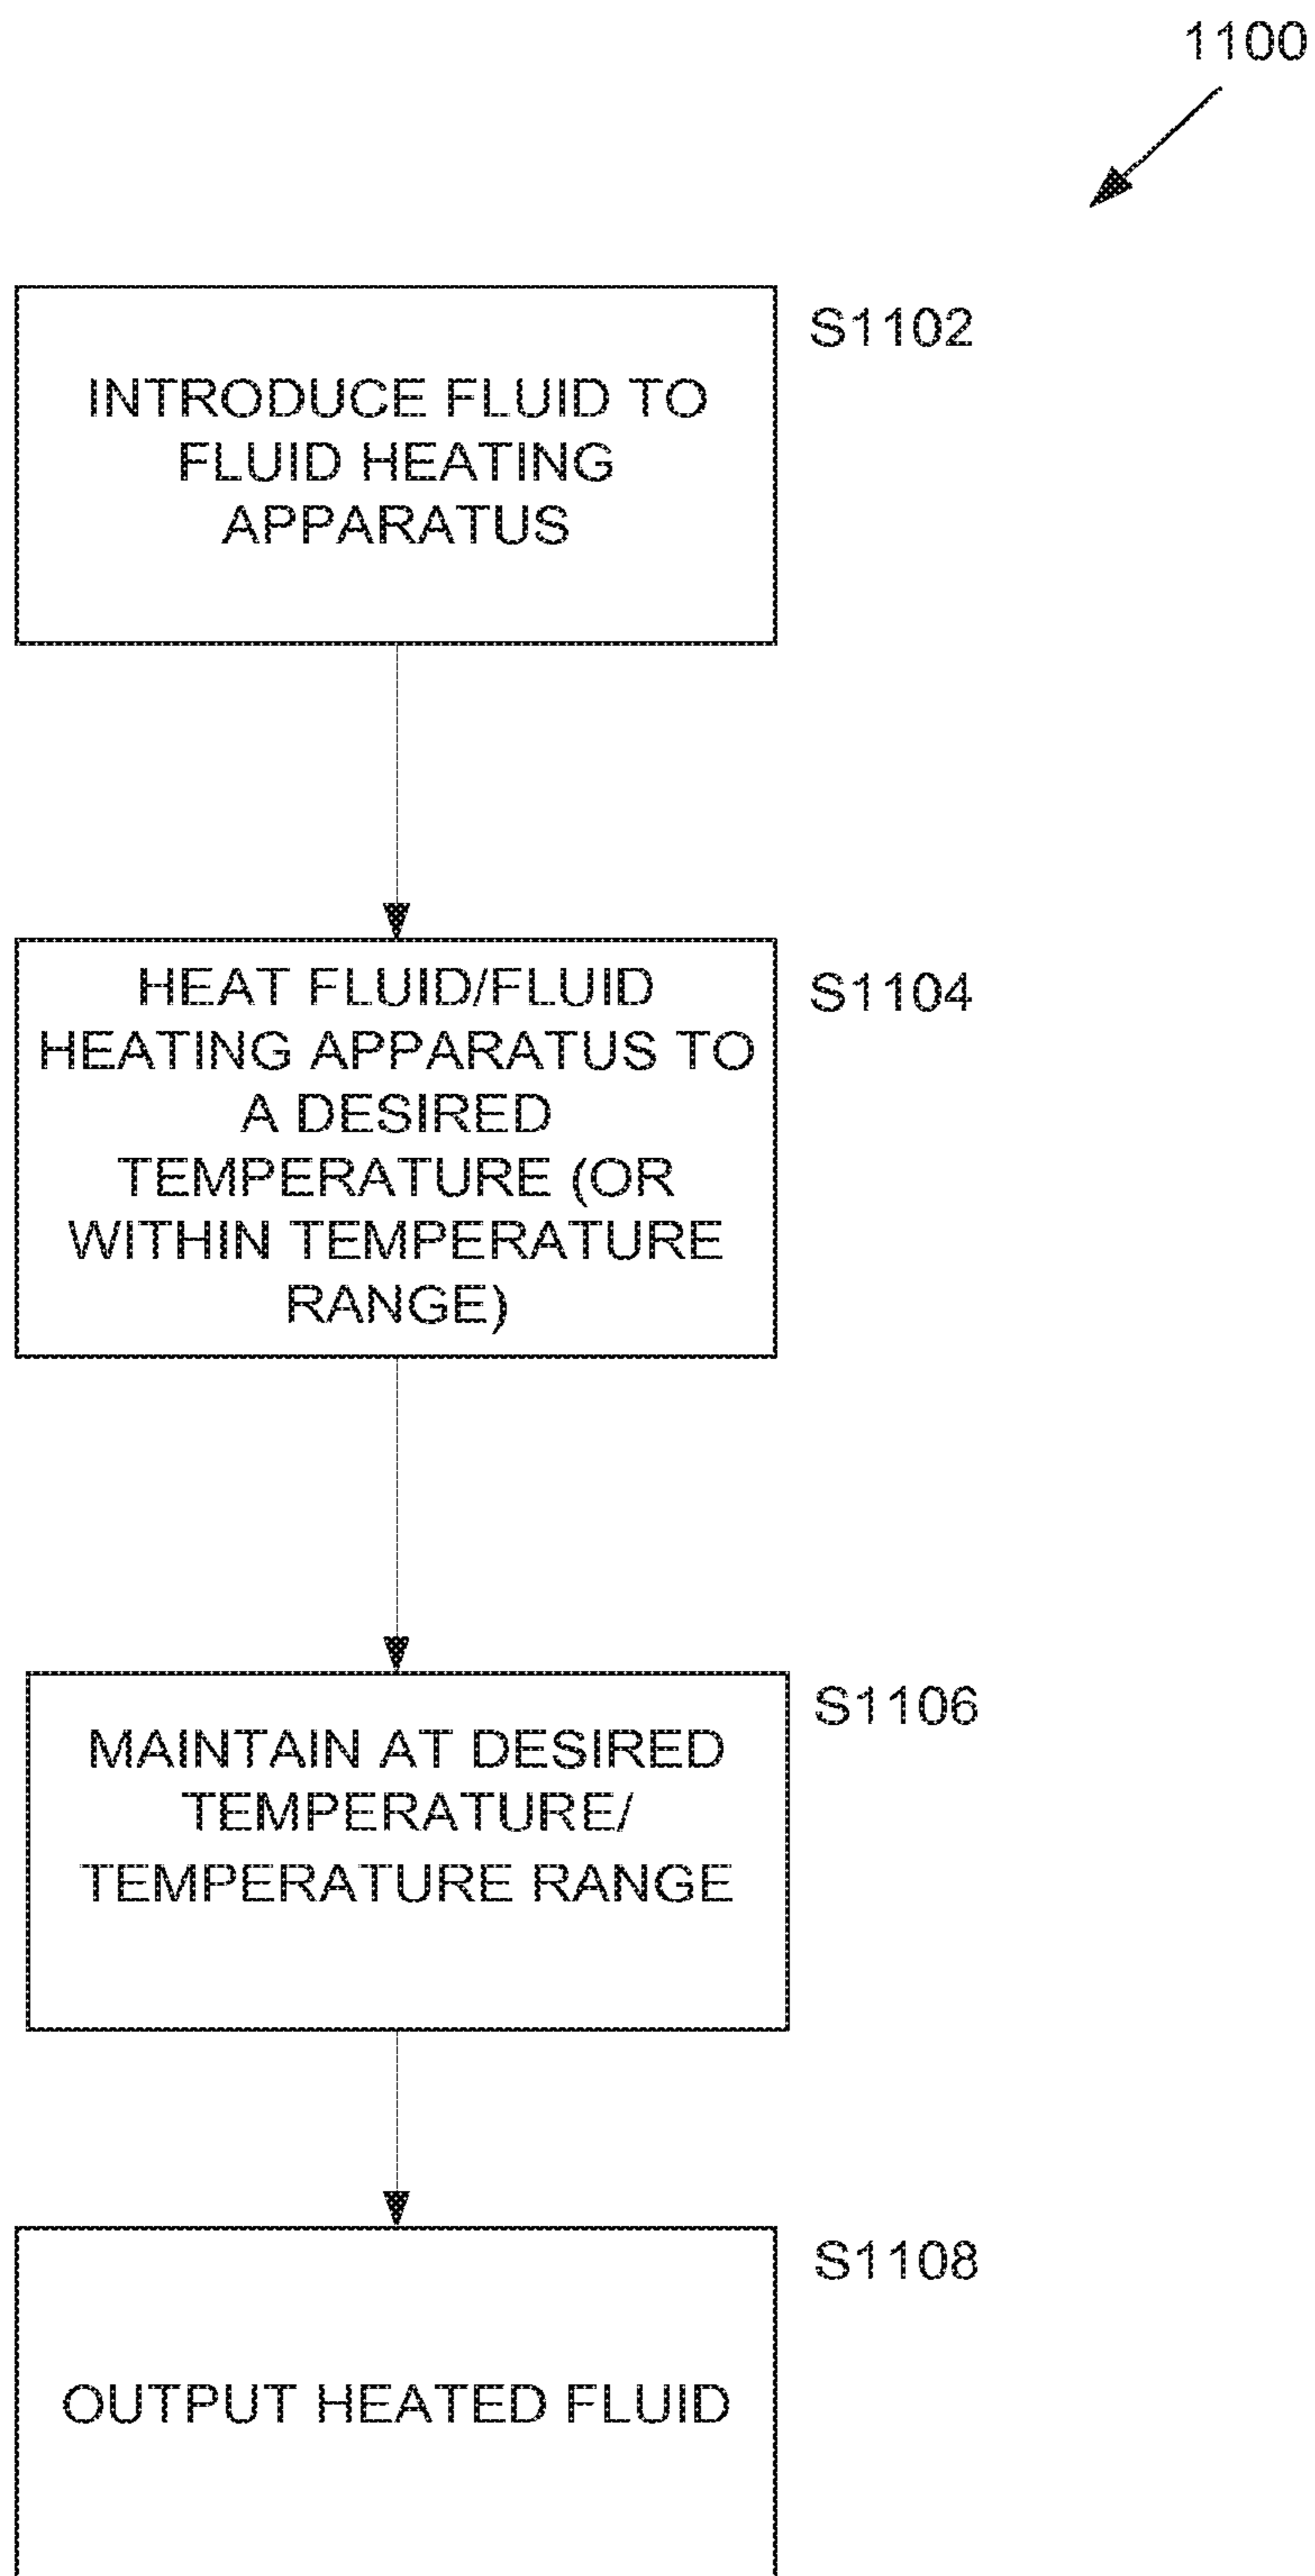 1100
S1102
INTRODUCE FLUID TO
FLUID HEATING
APPARATUS
S1104
HEAT FLUID/FLUID
HEATING APPARATUS TO
A DESIRED
TEMPERATURE (OR
WITHIN TEMPERATURE
RANGE)
S1106
MAINTAIN AT DESIRED
TEMPERATURE/
TEMPERATURE RANGE
S1108
OUTPUT HEATED FLUID